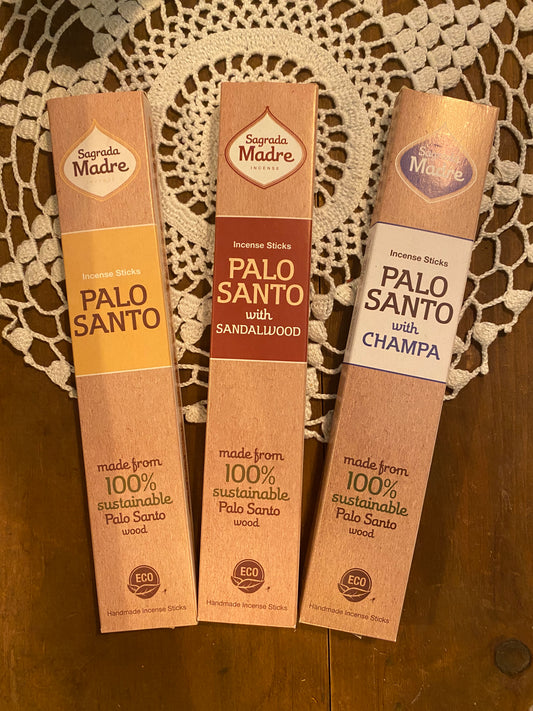 Sagrada
Madre
INCENSE
Incense Sticks
PALO
SANTO
made from
100%
sustainable
Palo Santo
wood
ECO
Handmade Incense Sticks
Sagrada
Madre
INCENSE
Incense Sticks
PALO
SANTO
with
SANDALWOOD
made from
100%
sustainable
Palo Santo
wood
ECO
Handmade Incense Sticks
Sagrada
Madre
Incense Sticks
PALO
SANTO
with
CHAMPA
made from
100%
sustainable
Palo Santo
wood
ECO
Handmade Incense Sticks